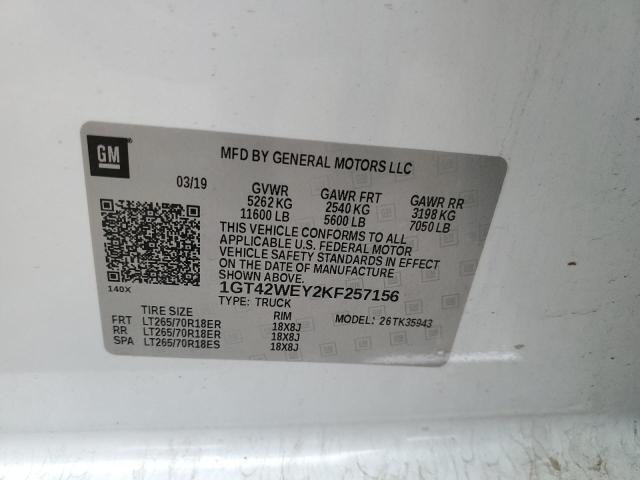 GM
MFD BY GENERAL MOTORS LLC
03/19
GVWR GAWR FRT GAWR RR
5262 KG 2540 KG 3198 KG
11600 LB 5600 LB 7050 LB
THIS VEHICLE CONFORMS TO ALL
APPLICABLE U.S. FEDERAL MOTOR
VEHICLE SAFETY STANDARDS IN EFFECT
ON THE DATE OF MANUFACTURE
SHOWN ABOVE.
140X
1GT42WEY2KF257156
TYPE: TRUCK
TIRE SIZE RIM MODEL: 26TK35943
FRT LT265/70R18ER 18X8J
RR LT265/70R18ER 18X8J
SPA LT265/70R18ES 18X8J